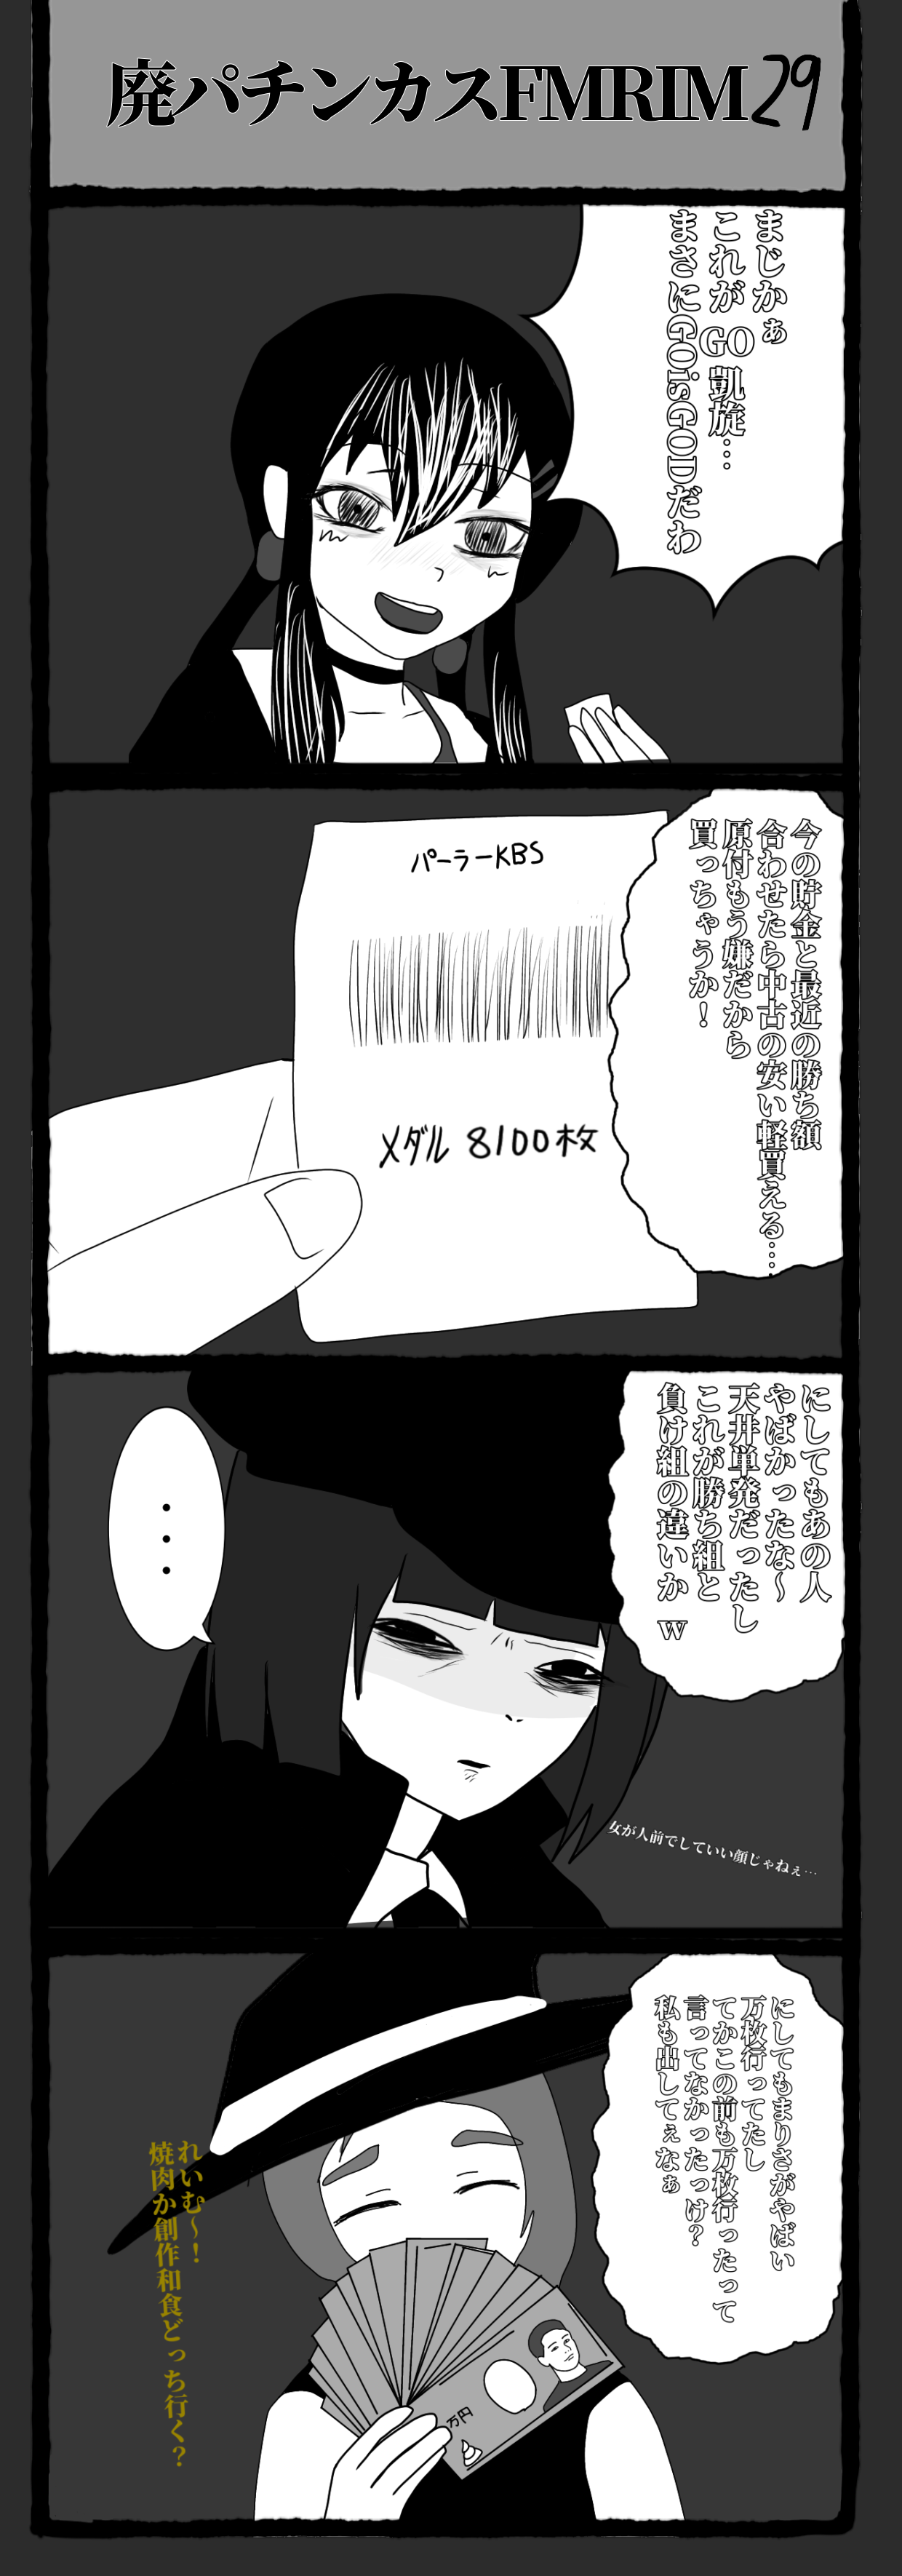 廃パチンカスFMRIM29
まじかぁ
これが GO 凱旋…
まさにGOisGODだわ
今の貯金と最近の勝ち額
合わせたら中古の安い軽買える…
原付もう嫌だから
買っちゃうか！
パーラーKBS
メダル 8100枚
にしてもあの人
やばかったな～
天井単発だったし
これが勝ち組と
負け組の違いか w
・・・
女が人前でしていい顔じゃねぇ…
にしてもまりさがやばい
万枚行ってたし
てかこの前も万枚行ったって
言ってなかったっけ？
私も出してぇなぁ
れいむ～！
焼肉か創作和食どっち行く？
万円